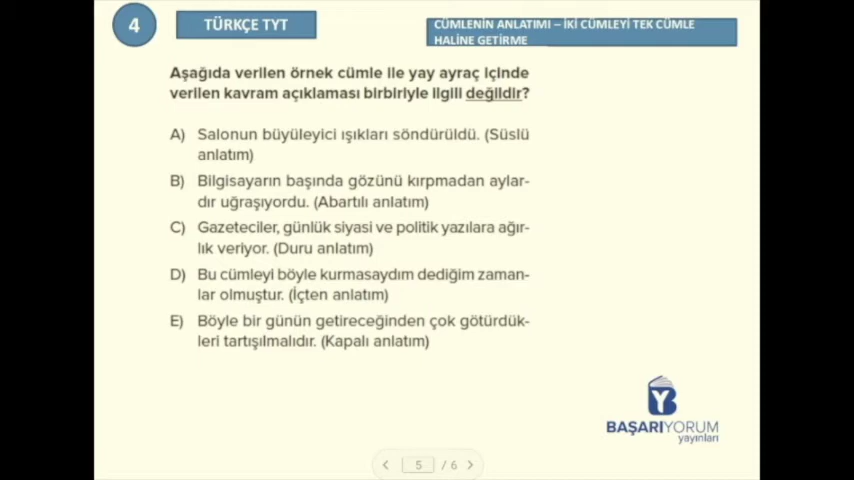 4
TÜRKÇE TYT
CÜMLENİN ANLATIMI – İKİ CÜMLEYİ TEK CÜMLE
HALİNE GETİRME
Aşağıda verilen örnek cümle ile yay ayraç içinde
verilen kavram açıklaması birbiriyle ilgili değildir?
A) Salonun büyüleyici ışıkları söndürüldü. (Süslü
anlatım)
B) Bilgisayarın başında gözünü kırpmadan aylar-
dır uğraşıyordu. (Abartılı anlatım)
C) Gazeteciler, günlük siyasi ve politik yazılara ağır-
lık veriyor. (Duru anlatım)
D) Bu cümleyi böyle kurmasaydım dediğim zaman-
lar olmuştur. (İçten anlatım)
E) Böyle bir günün getireceğinden çok götürdük-
leri tartışılmalıdır. (Kapalı anlatım)
BY
BAŞARIYORUM
yayınları
< 5 / 6 >